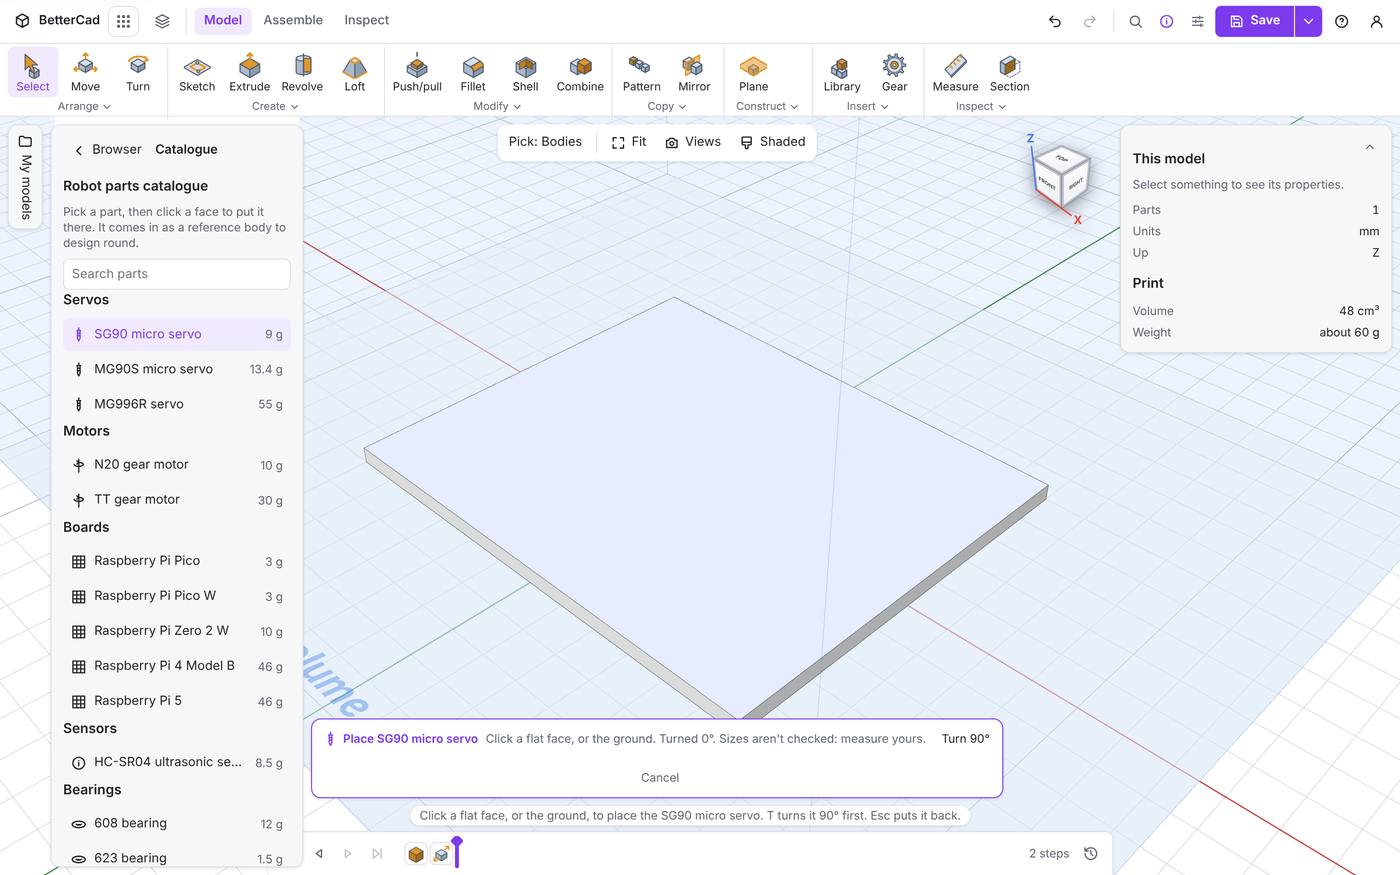 BetterCad
Model
Assemble
Inspect
Save
Select
Move
Turn
Arrange
Sketch
Extrude
Revolve
Loft
Create
Push/pull
Fillet
Shell
Combine
Modify
Pattern
Mirror
Copy
Plane
Construct
Library
Gear
Insert
Measure
Section
Inspect
My models
Browser
Catalogue
Robot parts catalogue
Pick a part, then click a face to put it
there. It comes in as a reference body to
design round.
Search parts
Servos
SG90 micro servo 9 g
MG90S micro servo 13.4 g
MG996R servo 55 g
Motors
N20 gear motor 10 g
TT gear motor 30 g
Boards
Raspberry Pi Pico 3 g
Raspberry Pi Pico W 3 g
Raspberry Pi Zero 2 W 10 g
Raspberry Pi 4 Model B 46 g
Raspberry Pi 5 46 g
Sensors
HC-SR04 ultrasonic se... 8.5 g
Bearings
608 bearing 12 g
623 bearing 1.5 g
Pick: Bodies
Fit
Views
Shaded
Z
TOP
FRONT
RIGHT
X
This model
Select something to see its properties.
Parts 1
Units mm
Up Z
Print
Volume 48 cm³
Weight about 60 g
lume
Place SG90 micro servo Click a flat face, or the ground. Turned 0°. Sizes aren't checked: measure yours. Turn 90°
Cancel
Click a flat face, or the ground, to place the SG90 micro servo. T turns it 90° first. Esc puts it back.
2 steps